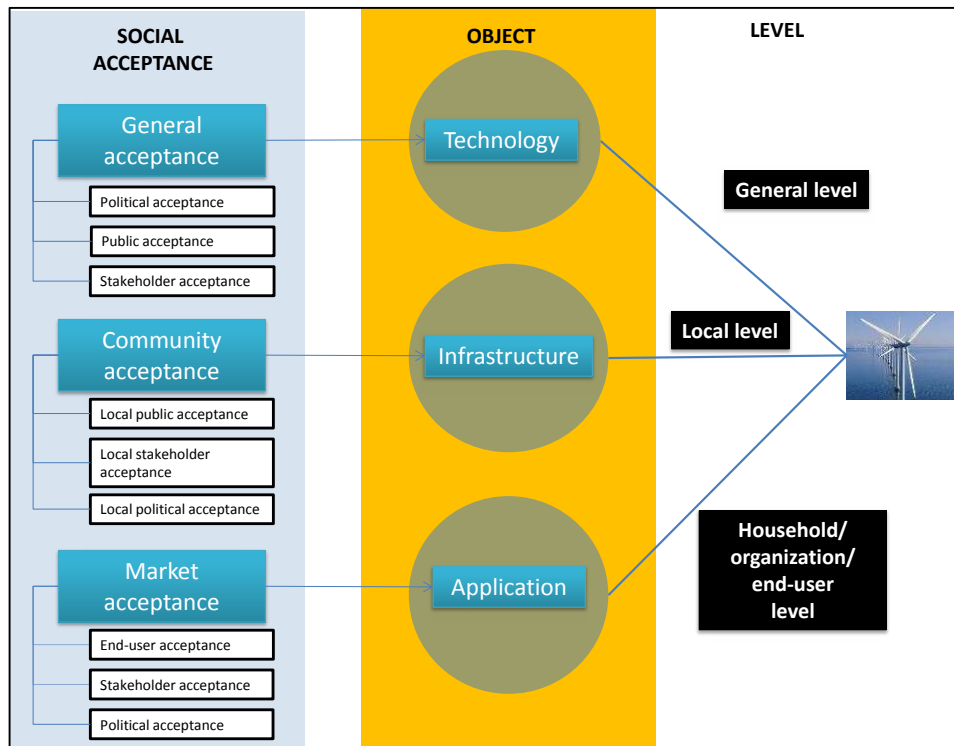 SOCIAL
ACCEPTANCE
OBJECT
LEVEL
General
acceptance
Technology
General level
Political acceptance
Public acceptance
Stakeholder acceptance
Community
acceptance
Infrastructure
Local level
Local public acceptance
Local stakeholder
acceptance
Local political acceptance
Market
acceptance
Application
Household/
organization/
end-user
level
End-user acceptance
Stakeholder acceptance
Political acceptance